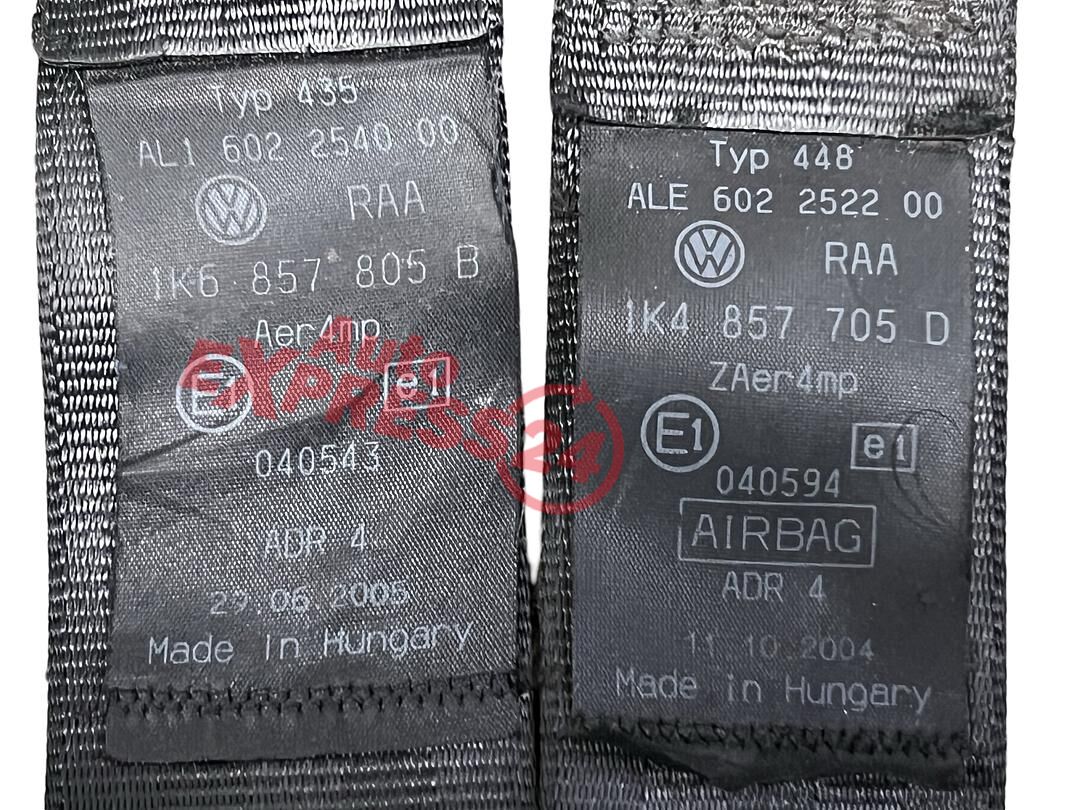 Typ 435
AL1 602 2540 00
RAA
1K6 857 805 B
Aer4mp
E1 e1
040543
ADR 4
29.06.2005
Made in Hungary
Typ 448
ALE 602 2522 00
RAA
1K4 857 705 D
ZAer4mp
E1 e1
040594
AIRBAG
ADR 4
11 10.2004
Made in Hungary
Auto
EXPRESS 24